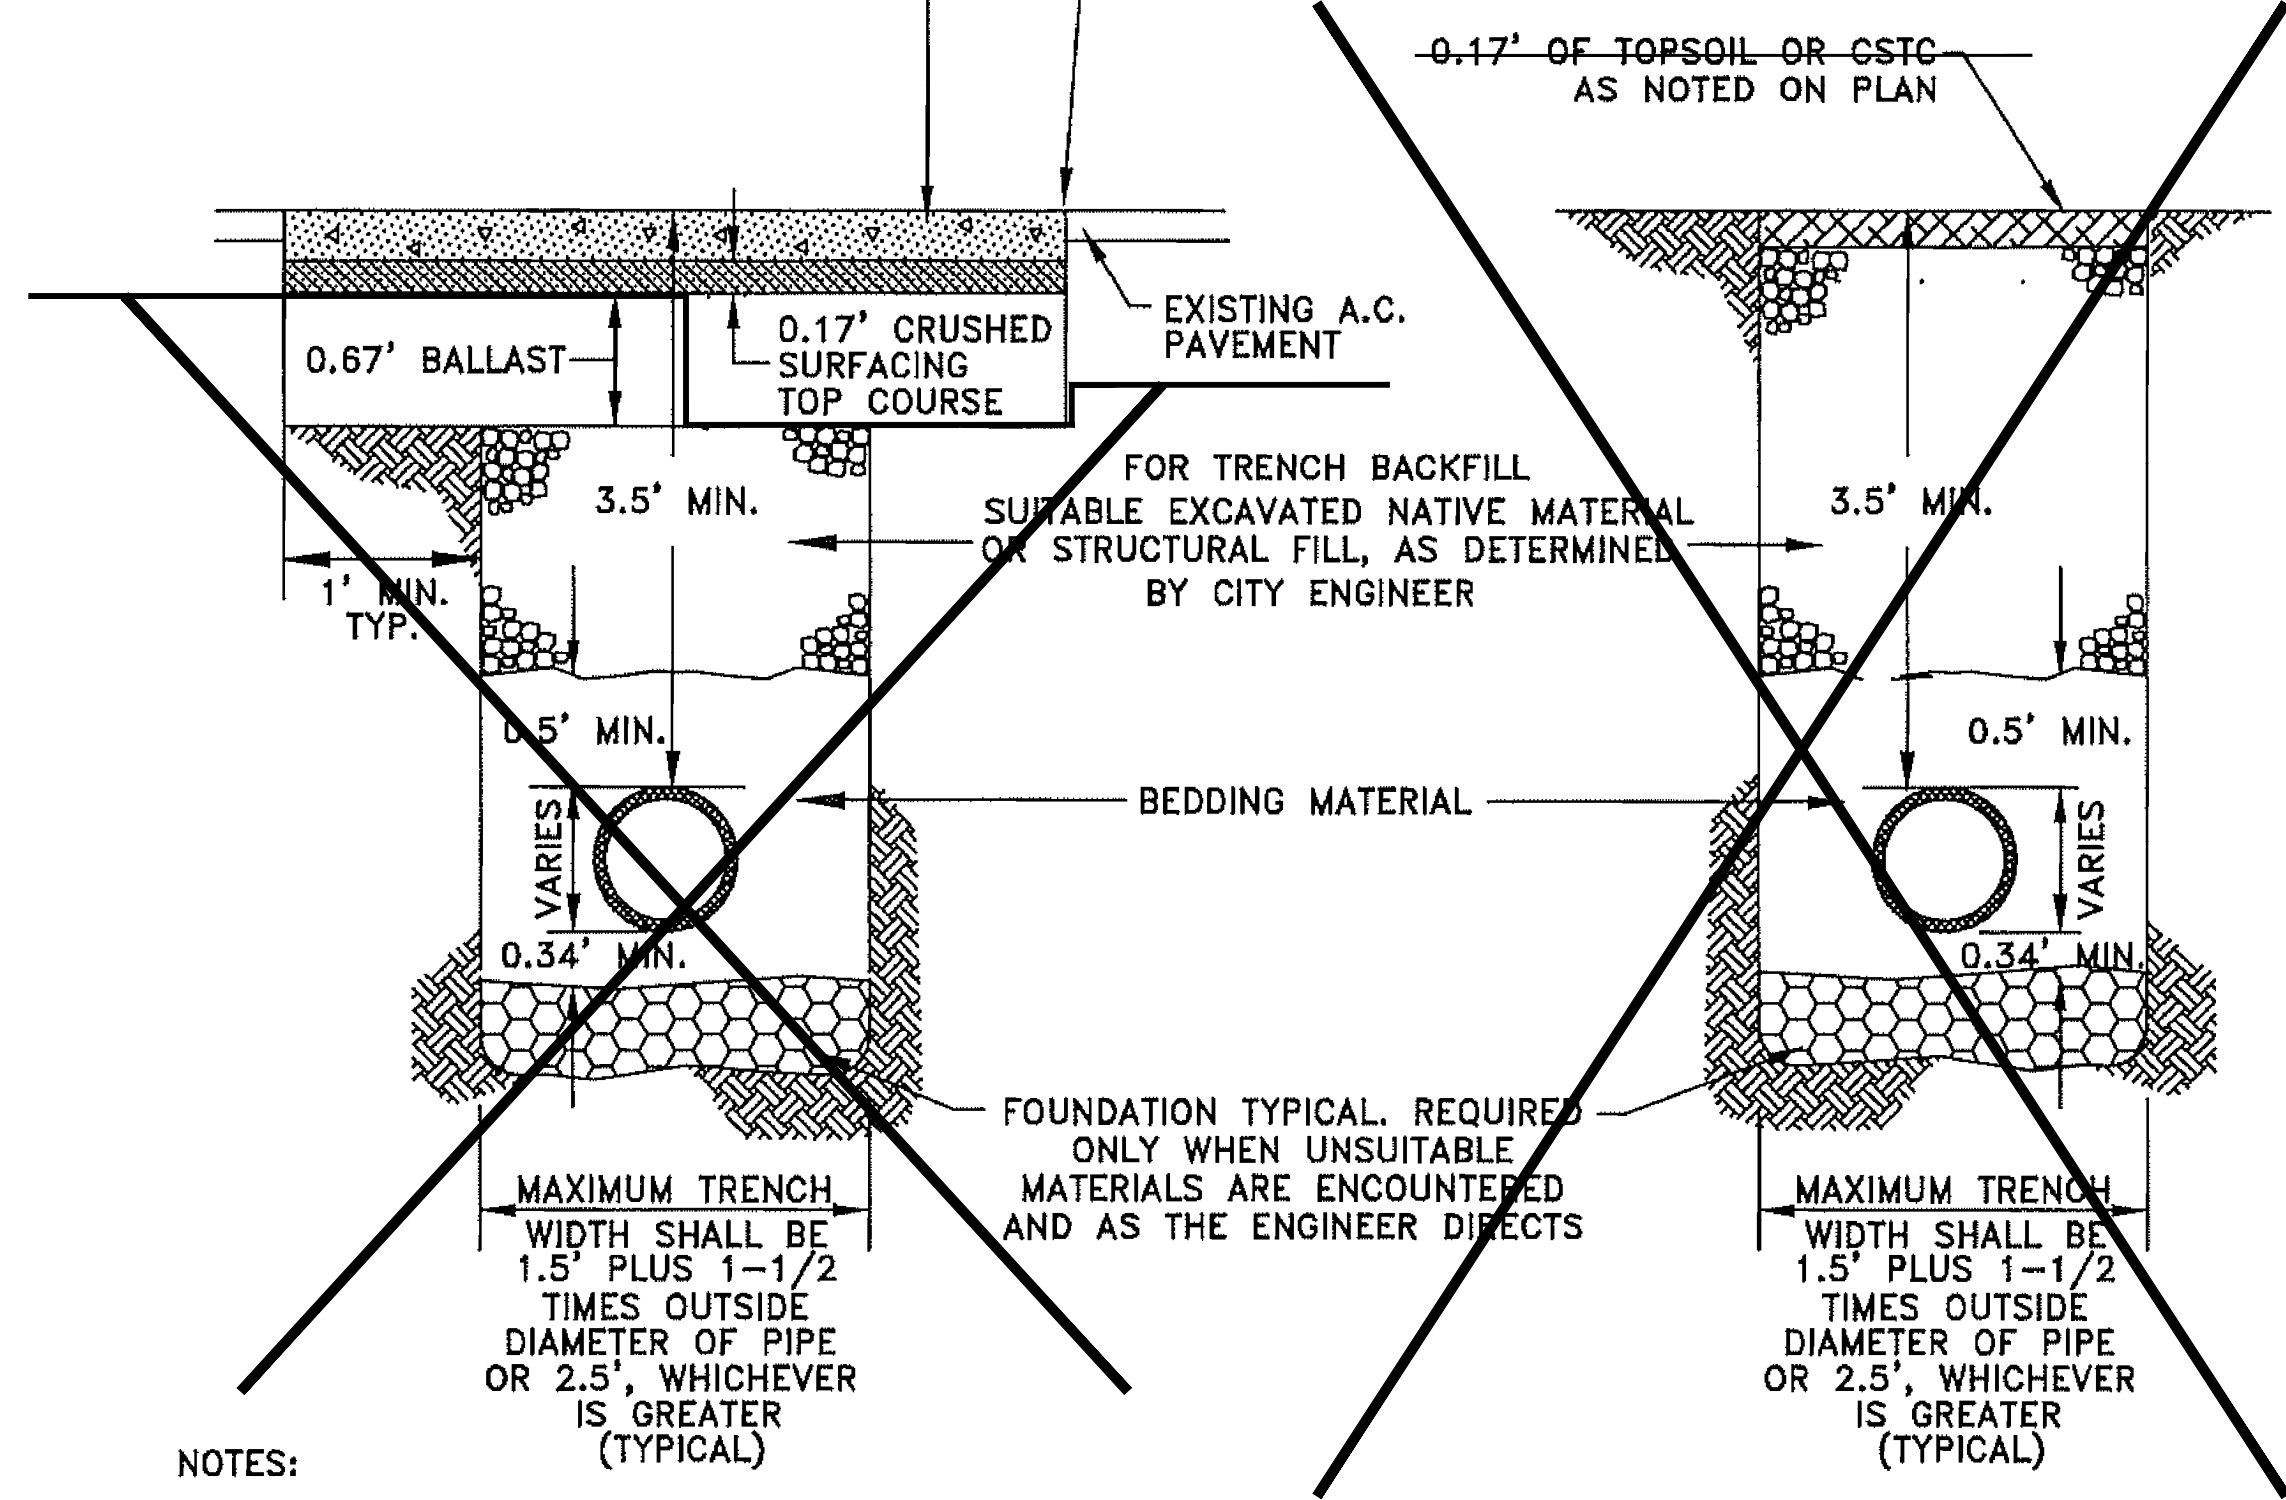 0.17' OF TOPSOIL OR CSTC
AS NOTED ON PLAN
EXISTING A.C.
PAVEMENT
0.67' BALLAST
0.17' CRUSHED
SURFACING
TOP COURSE
3.5' MIN.
FOR TRENCH BACKFILL
SUITABLE EXCAVATED NATIVE MATERIAL
OR STRUCTURAL FILL, AS DETERMINED
BY CITY ENGINEER
3.5' MIN.
1' MIN.
TYP.
0.5' MIN.
0.5' MIN.
BEDDING MATERIAL
VARIES
VARIES
0.34' MIN.
0.34' MIN.
FOUNDATION TYPICAL. REQUIRED
ONLY WHEN UNSUITABLE
MATERIALS ARE ENCOUNTERED
AND AS THE ENGINEER DIRECTS
MAXIMUM TRENCH
WIDTH SHALL BE
1.5' PLUS 1-1/2
TIMES OUTSIDE
DIAMETER OF PIPE
OR 2.5', WHICHEVER
IS GREATER
(TYPICAL)
MAXIMUM TRENCH
WIDTH SHALL BE
1.5' PLUS 1-1/2
TIMES OUTSIDE
DIAMETER OF PIPE
OR 2.5', WHICHEVER
IS GREATER
(TYPICAL)
NOTES: